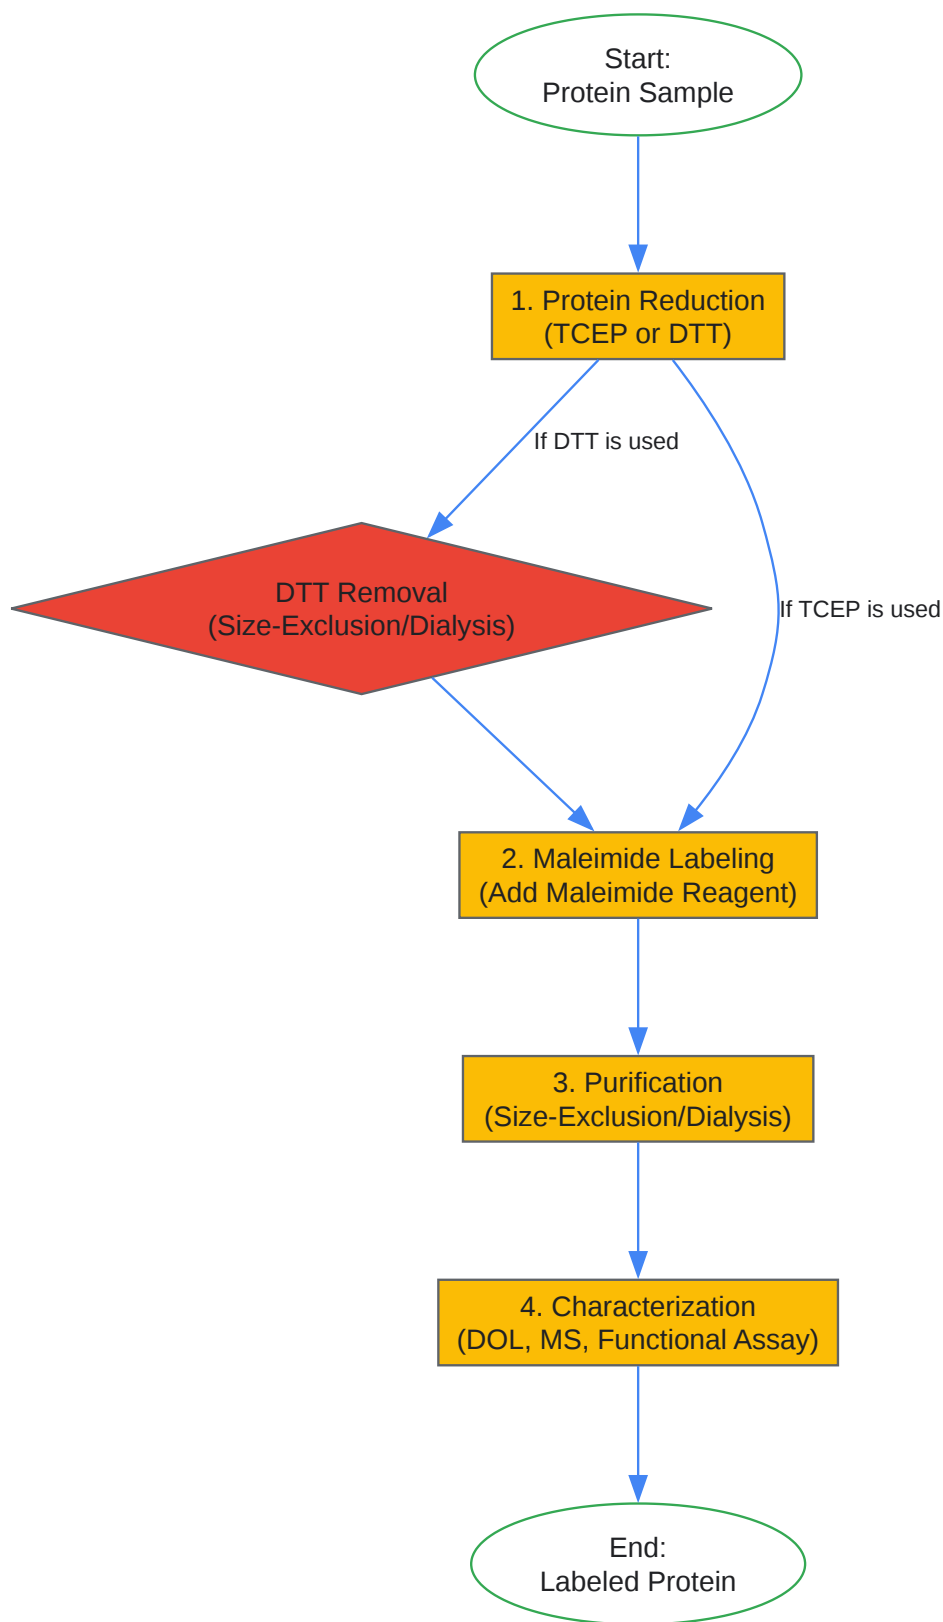 Start:
Protein Sample
1. Protein Reduction
(TCEP or DTT)
If DTT is used
DTT Removal
(Size-Exclusion/Dialysis)
If TCEP is used
2. Maleimide Labeling
(Add Maleimide Reagent)
3. Purification
(Size-Exclusion/Dialysis)
4. Characterization
(DOL, MS, Functional Assay)
End:
Labeled Protein